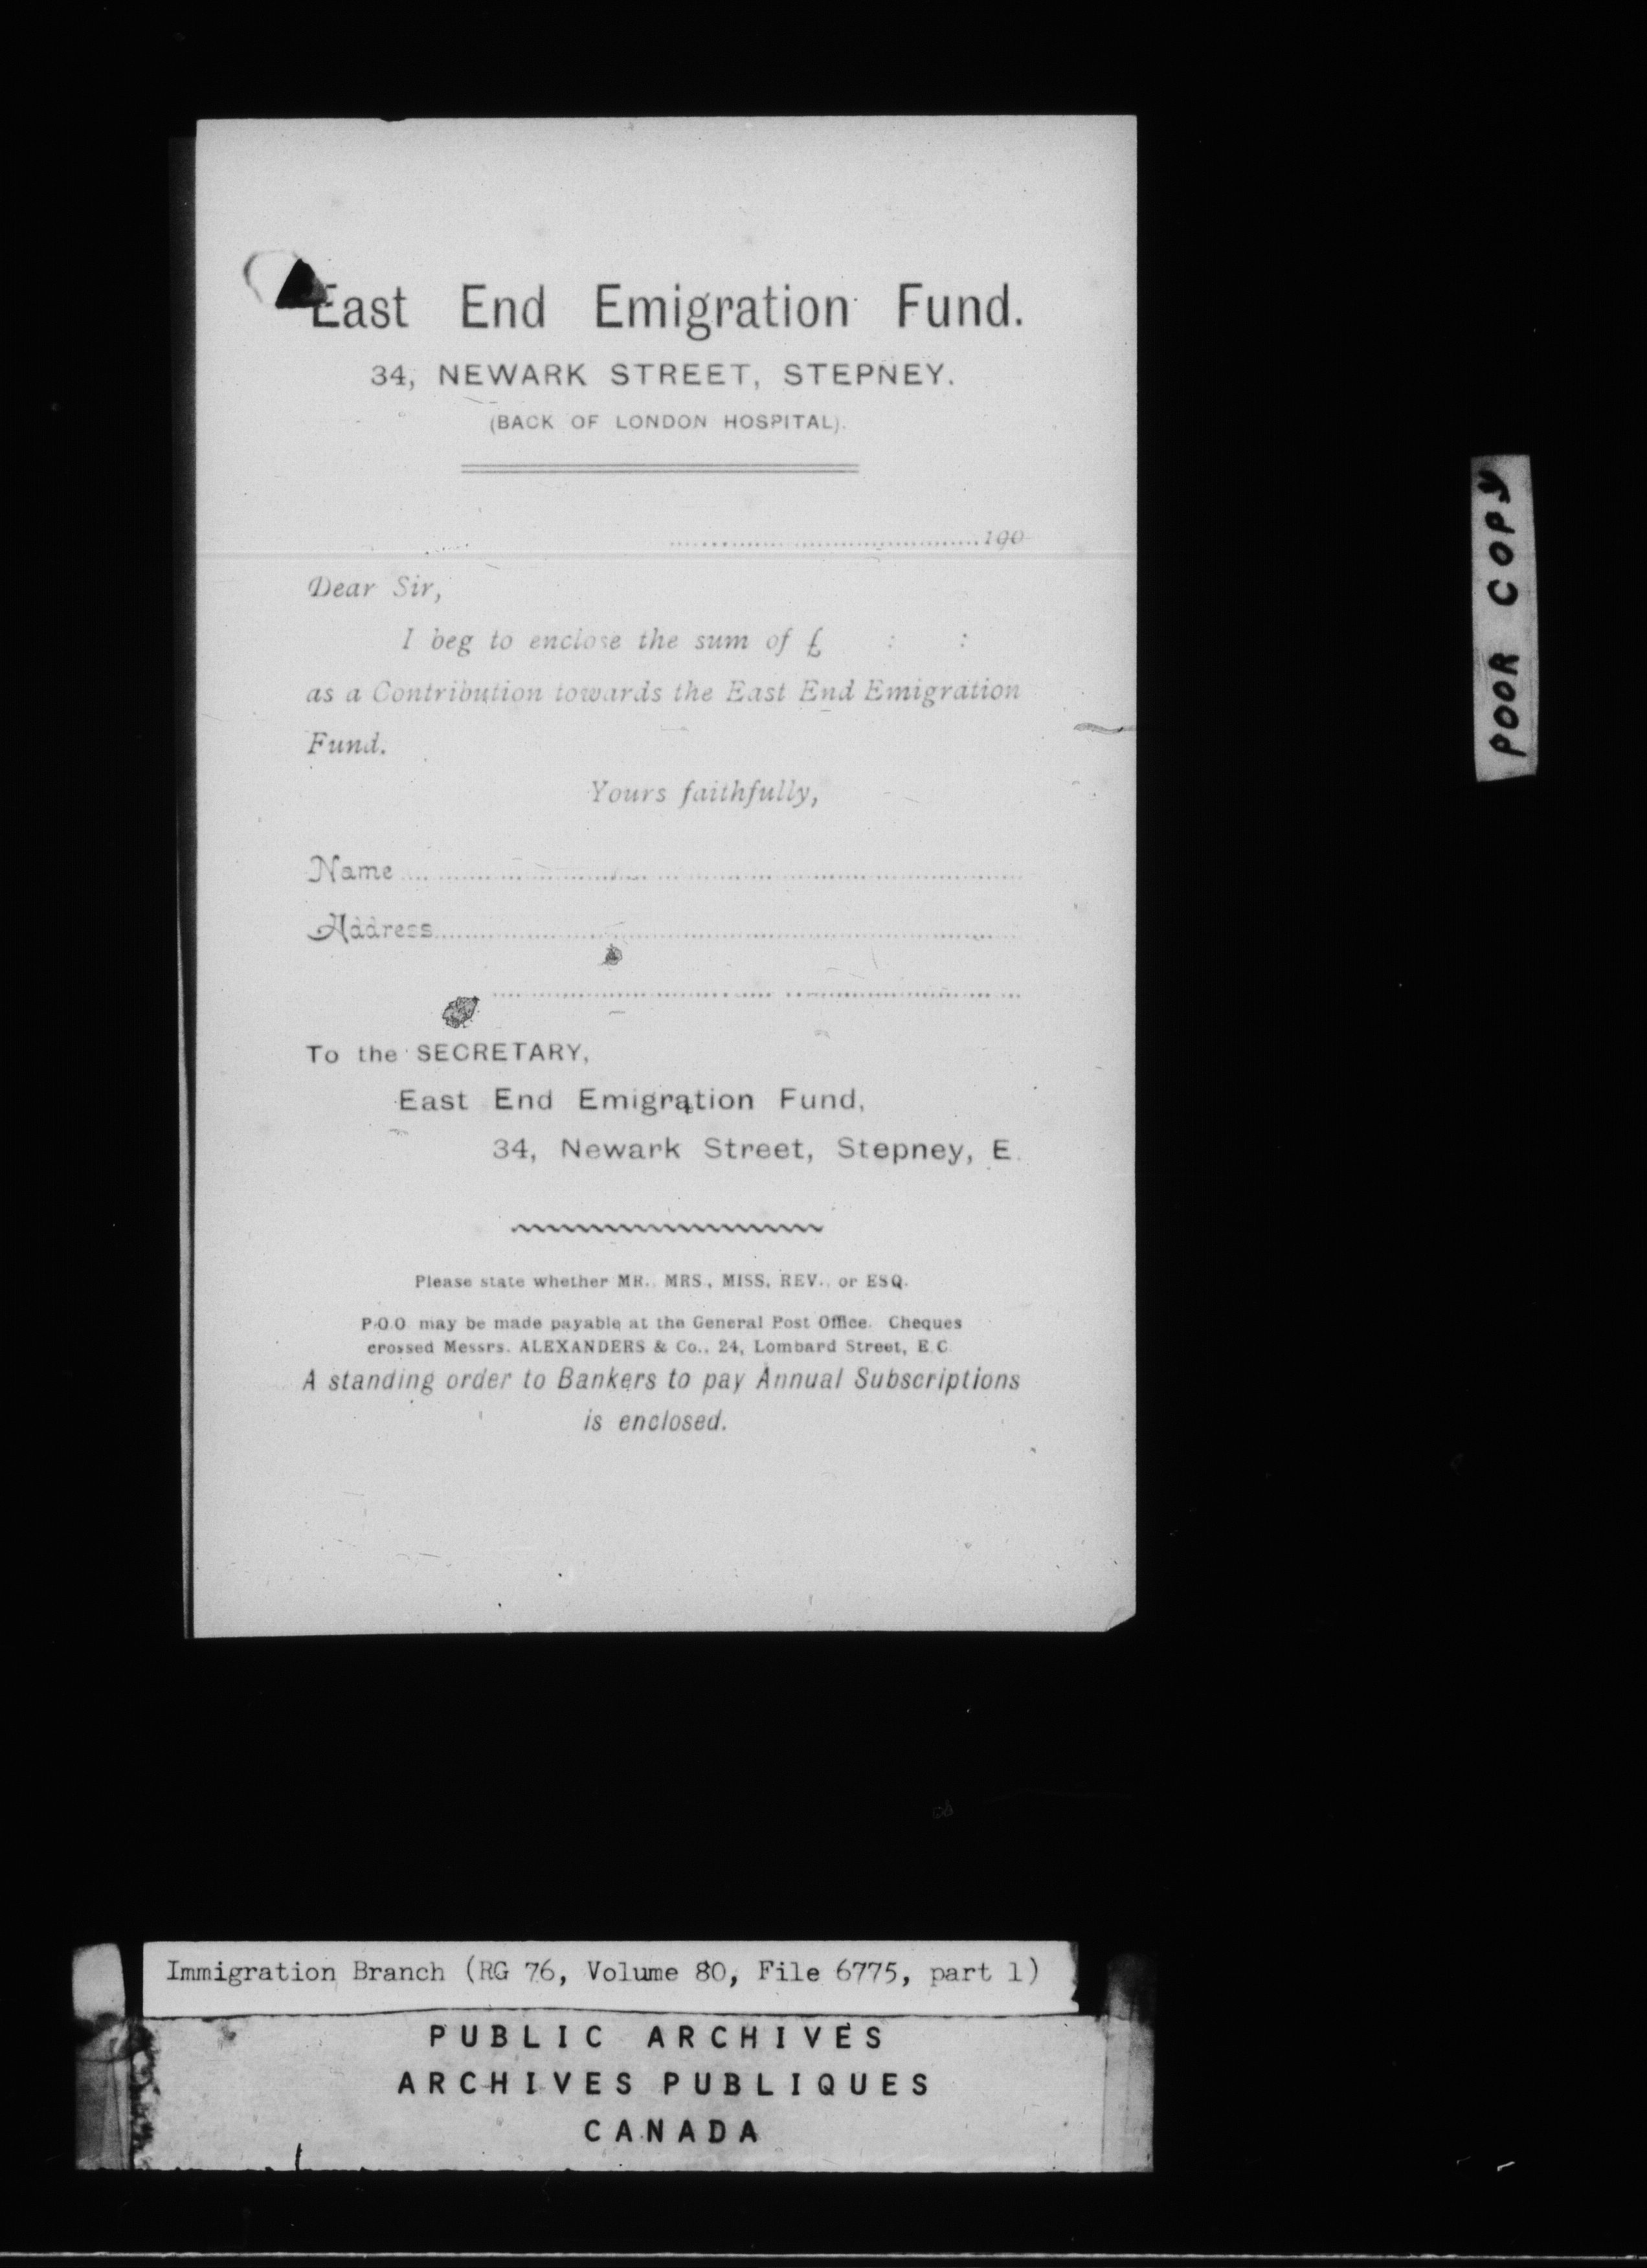 East End Emigration Fund.
34, NEWARK STREET, STEPNEY.
(BACK OF LONDON HOSPITAL).
190
Dear Sir,
I beg to enclose the sum of £ : :
as a Contribution towards the East End Emigration
Fund.
Yours faithfully,
Name
Address
To the SECRETARY,
East End Emigration Fund,
34, Newark Street, Stepney, E.
Please state whether MR., MRS., MISS, REV., or ESQ.
P.O.O. may be made payable at the General Post Office. Cheques
crossed Messrs. ALEXANDERS & Co., 24, Lombard Street, E.C.
A standing order to Bankers to pay Annual Subscriptions
is enclosed.
POOR COPY
Immigration Branch (RG 76, Volume 80, File 6775, part 1)
PUBLIC ARCHIVES
ARCHIVES PUBLIQUES
CANADA